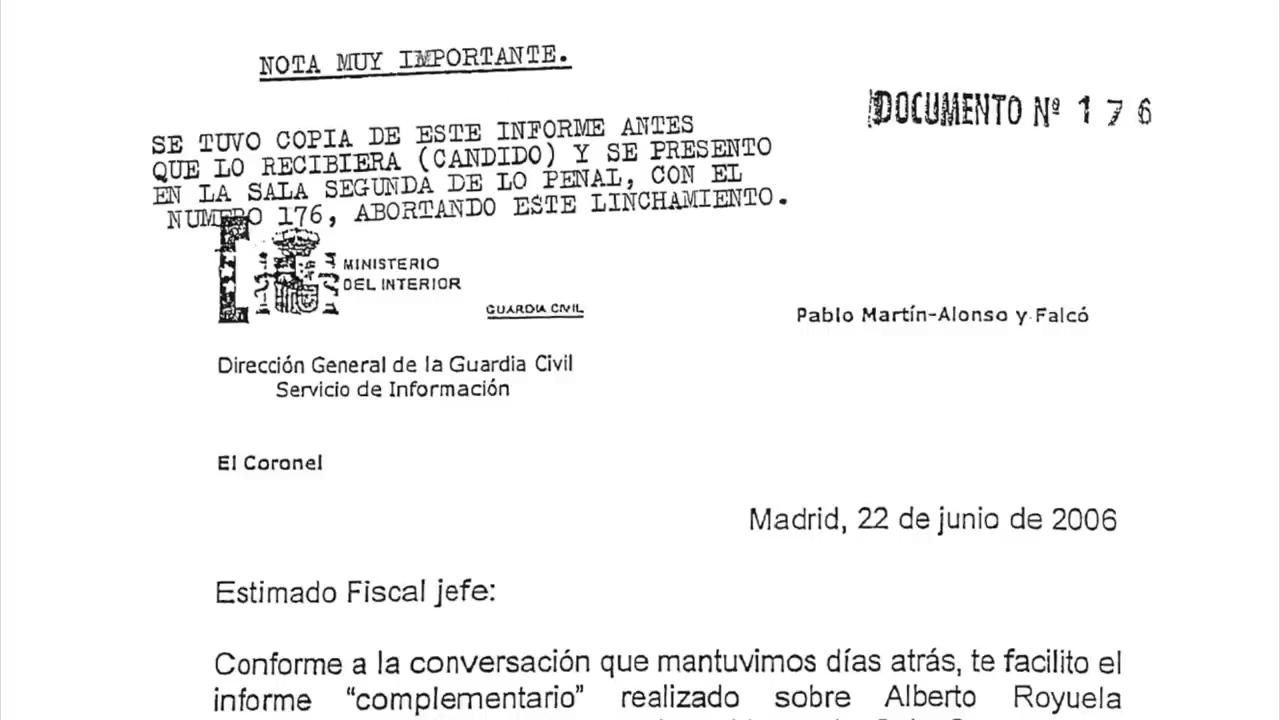 NOTA MUY IMPORTANTE.
DOCUMENTO Nº 176
SE TUVO COPIA DE ESTE INFORME ANTES
QUE LO RECIBIERA (CANDIDO) Y SE PRESENTO
EN LA SALA SEGUNDA DE LO PENAL, CON EL
NUMERO 176, ABORTANDO ESTE LINCHAMIENTO.
MINISTERIO
DEL INTERIOR
GUARDIA CIVIL
Pablo Martín-Alonso y Falcó
Dirección General de la Guardia Civil
Servicio de Información
El Coronel
Madrid, 22 de junio de 2006
Estimado Fiscal jefe:
Conforme a la conversación que mantuvimos días atrás, te facilito el
informe “complementario” realizado sobre Alberto Royuela